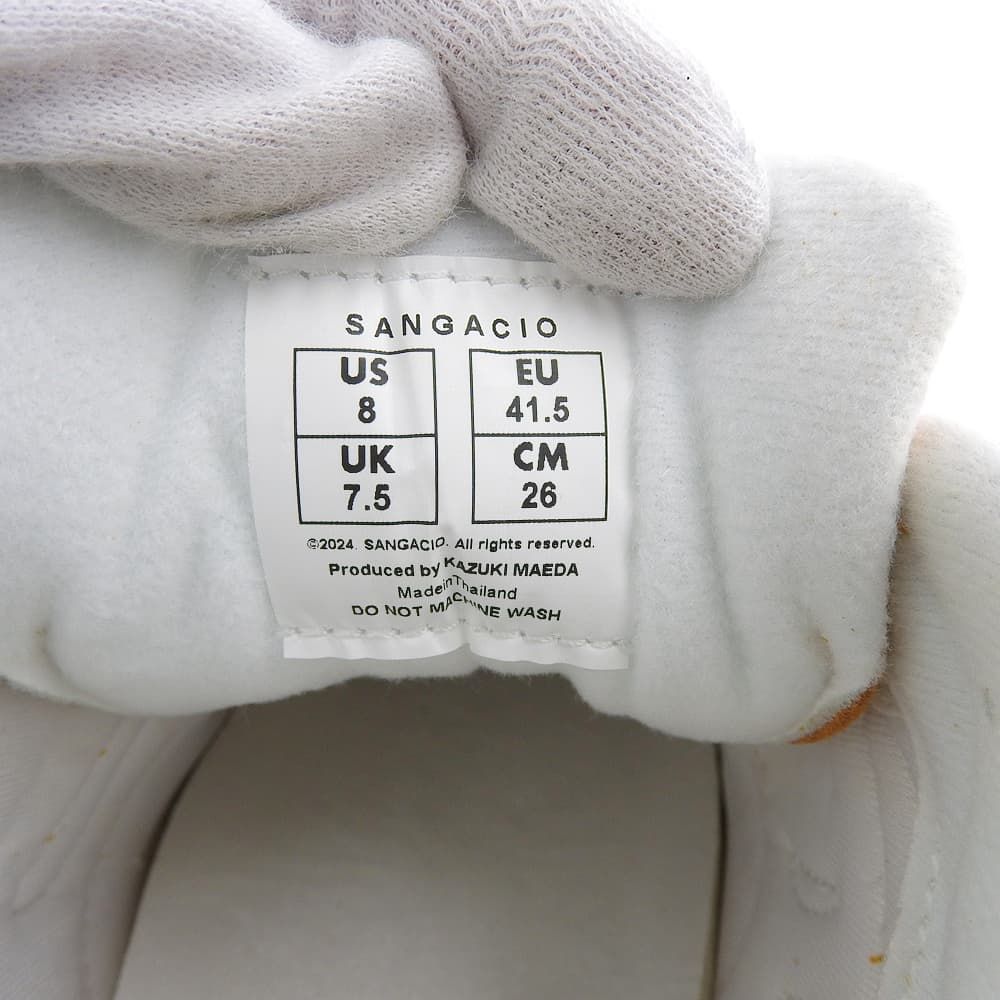 SANGACIO
US
8
UK
7.5
EU
41.5
CM
26
©2024. SANGACIO. All rights reserved.
Produced by KAZUKI MAEDA
Made in Thailand
DO NOT MACHINE WASH